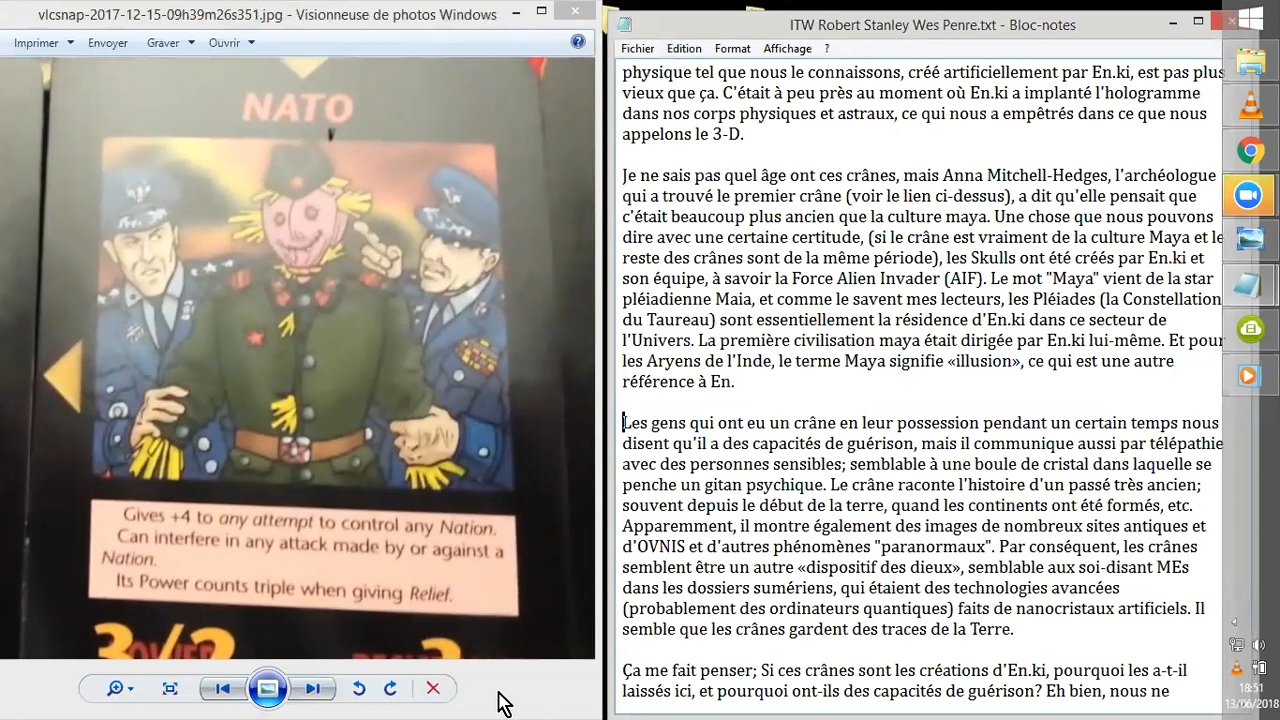 vlcsnap-2017-12-15-09h39m26s351.jpg - Visionneuse de photos Windows
Imprimer Envoyer Graver Ouvrir
NATO
Gives +4 to any attempt to control any Nation.
Can interfere in any attack made by or against a
Nation.
Its Power counts triple when giving Relief.
ITW Robert Stanley Wes Penre.txt - Bloc-notes
Fichier Edition Format Affichage ?
physique tel que nous le connaissons, créé artificiellement par En.ki, est pas plus
vieux que ça. C'était à peu près au moment où En.ki a implanté l'hologramme
dans nos corps physiques et astraux, ce qui nous a empêtrés dans ce que nous
appelons le 3-D.
Je ne sais pas quel âge ont ces crânes, mais Anna Mitchell-Hedges, l'archéologue
qui a trouvé le premier crâne (voir le lien ci-dessus), a dit qu'elle pensait que
c'était beaucoup plus ancien que la culture maya. Une chose que nous pouvons
dire avec une certaine certitude, (si le crâne est vraiment de la culture Maya et le
reste des crânes sont de la même période), les Skulls ont été créés par En.ki et
son équipe, à savoir la Force Alien Invader (AIF). Le mot "Maya" vient de la star
pléiadienne Maia, et comme le savent mes lecteurs, les Pléiades (la Constellation
du Taureau) sont essentiellement la résidence d'En.ki dans ce secteur de
l'Univers. La première civilisation maya était dirigée par En.ki lui-même. Et pour
les Aryens de l'Inde, le terme Maya signifie «illusion», ce qui est une autre
référence à En.
Les gens qui ont eu un crâne en leur possession pendant un certain temps nous
disent qu'il a des capacités de guérison, mais il communique aussi par télépathie
avec des personnes sensibles; semblable à une boule de cristal dans laquelle se
penche un gitan psychique. Le crâne raconte l'histoire d'un passé très ancien;
souvent depuis le début de la terre, quand les continents ont été formés, etc.
Apparemment, il montre également des images de nombreux sites antiques et
d'OVNIS et d'autres phénomènes "paranormaux". Par conséquent, les crânes
semblent être un autre «dispositif des dieux», semblable aux soi-disant MEs
dans les dossiers sumériens, qui étaient des technologies avancées
(probablement des ordinateurs quantiques) faits de nanocristaux artificiels. Il
semble que les crânes gardent des traces de la Terre.
Ça me fait penser; Si ces crânes sont les créations d'En.ki, pourquoi les a-t-il
laissés ici, et pourquoi ont-ils des capacités de guérison? Eh bien, nous ne
18:51
13/06/2018